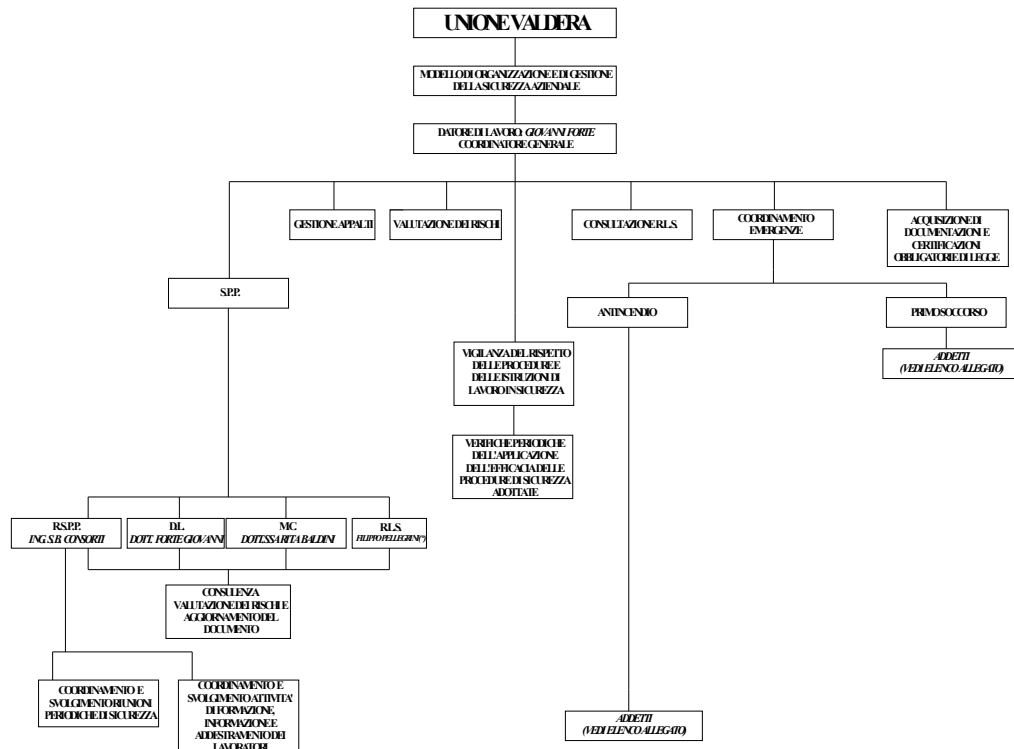 UNIONE VALDERA
MODELLO DI ORGANIZZAZIONE E DI GESTIONE
DELLA SICUREZZA AZIENDALE
DATORE DI LAVORO: GIOVANNI FORTE
COORDINATORE GENERALE
GESTIONE APPALTI
VALUTAZIONE DEI RISCHI
CONSULTAZIONE R.L.S.
COORDINAMENTO
EMERGENZE
ACQUISIZIONE DI
DOCUMENTAZIONI E
CERTIFICAZIONI
OBBLIGATORIE DI LEGGE
S.P.P.
ANTINCENDIO
PRIMO SOCCORSO
ADDETTI
(VEDI ELENCO ALLEGATO)
VIGILANZA DEL RISPETTO
DELLE PROCEDURE E
DELLE ISTRUZIONI DI
LAVORO IN SICUREZZA
VERIFICHE PERIODICHE
DELL'APPLICAZIONE
DELL'EFFICACIA DELLE
PROCEDURE DI SICUREZZA
ADOTTATE
R.S.P.P.
ING. S.B. CONSORTI
D.L.
DOTT. FORTE GIOVANNI
M.C.
DOTT.SSA RITA BALDINI
R.L.S.
FILIPPO PELLEGRINI(*)
CONSULENZA
VALUTAZIONE DEI RISCHI E
AGGIORNAMENTO DEL
DOCUMENTO
COORDINAMENTO E
SVOLGIMENTO RIUNIONI
PERIODICHE DI SICUREZZA
COORDINAMENTO E
SVOLGIMENTO ATTIVITA'
DI FORMAZIONE,
INFORMAZIONE E
ADDESTRAMENTO DEI
LAVORATORI
ADDETTI
(VEDI ELENCO ALLEGATO)